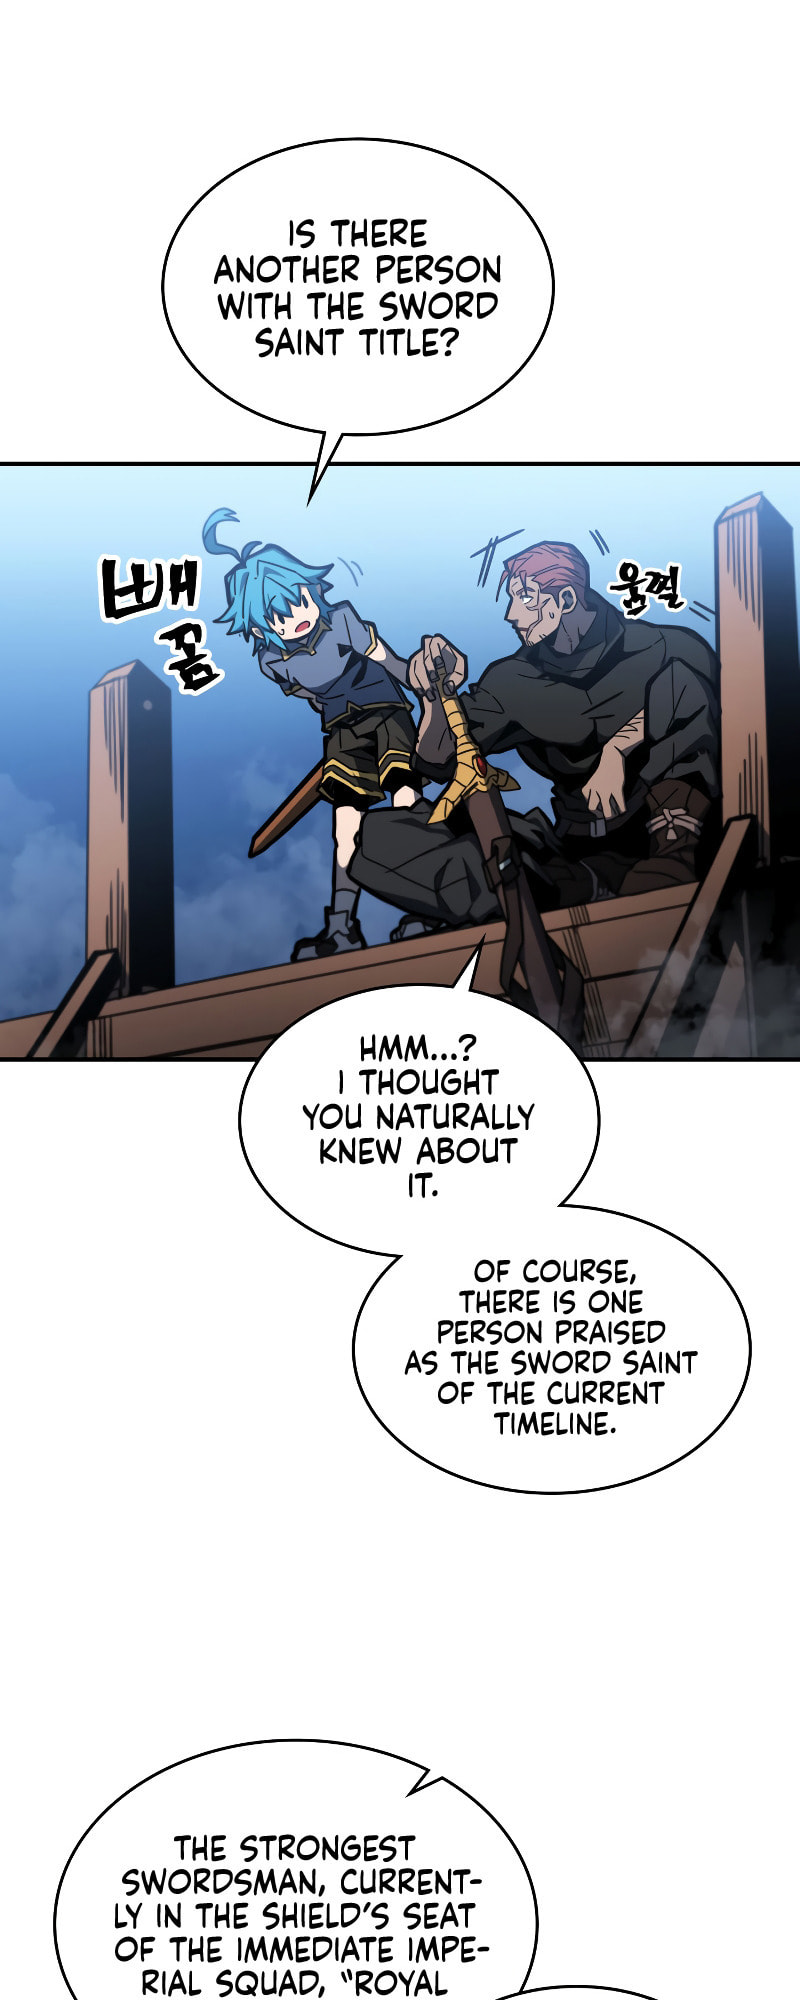 IS THERE
ANOTHER PERSON
WITH THE SWORD
SAINT TITLE?
빼
꼼
움찔
HMM...?
I THOUGHT
YOU NATURALLY
KNEW ABOUT
IT.
OF COURSE,
THERE IS ONE
PERSON PRAISED
AS THE SWORD SAINT
OF THE CURRENT
TIMELINE.
THE STRONGEST
SWORDSMAN, CURRENT-
LY IN THE SHIELD'S SEAT
OF THE IMMEDIATE IMPE-
RIAL SQUAD, "ROYAL